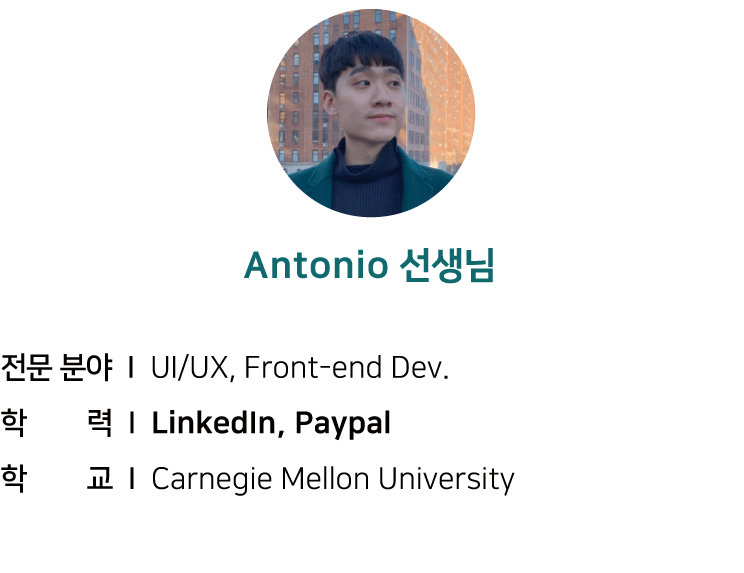 Antonio 선생님
전문 분야 I UI/UX, Front-end Dev.
학 력 I LinkedIn, Paypal
학 교 I Carnegie Mellon University